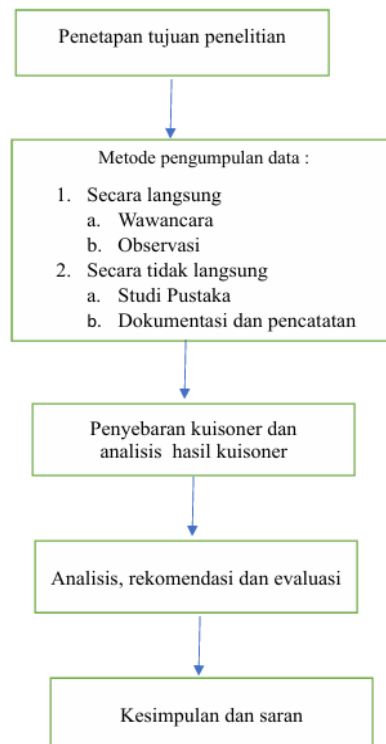 Penetapan tujuan penelitian
Metode pengumpulan data :
1. Secara langsung
a. Wawancara
b. Observasi
2. Secara tidak langsung
a. Studi Pustaka
b. Dokumentasi dan pencatatan
Penyebaran kuisoner dan
analisis hasil kuisoner
Analisis, rekomendasi dan evaluasi
Kesimpulan dan saran